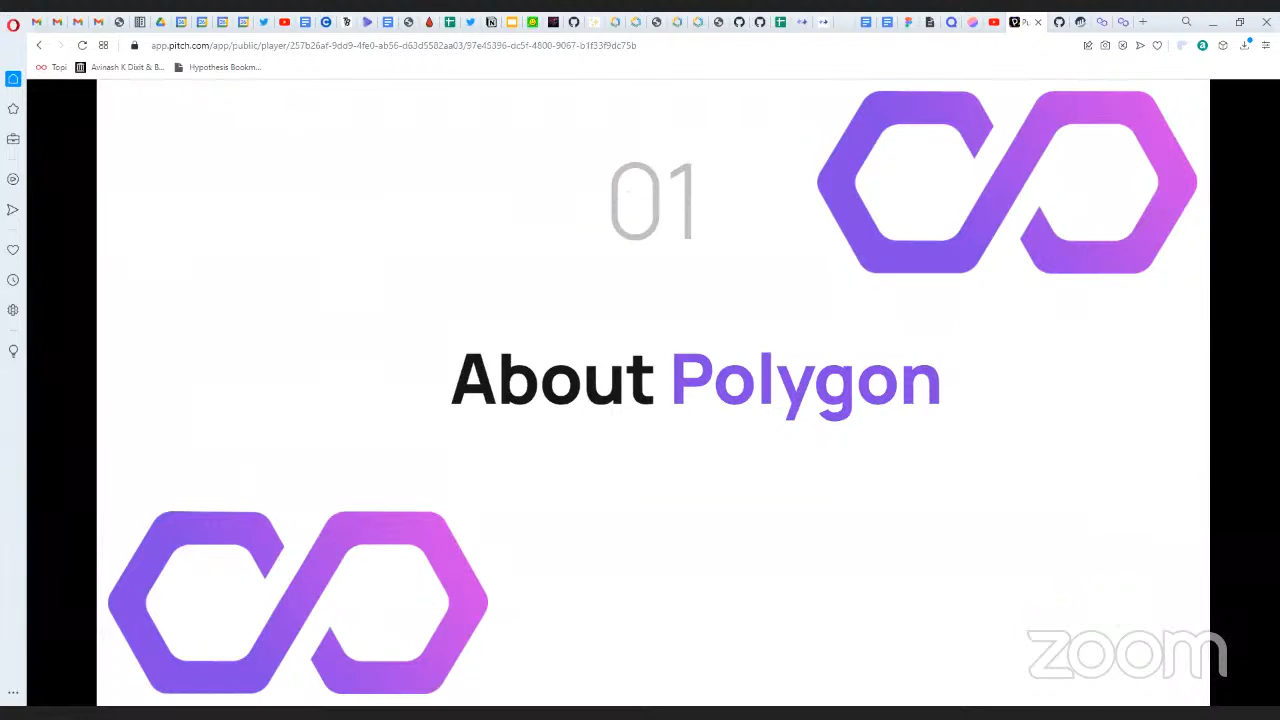 app.pitch.com/app/public/player/257b26af-9dd9-4fe0-ab56-d63d5582aa03/97e45396-dc5f-4809-9067-b1f33f9dc75b
Topi
Avinash K Dixit & B...
Hypothesis Bookm...
01
About Polygon
zoom